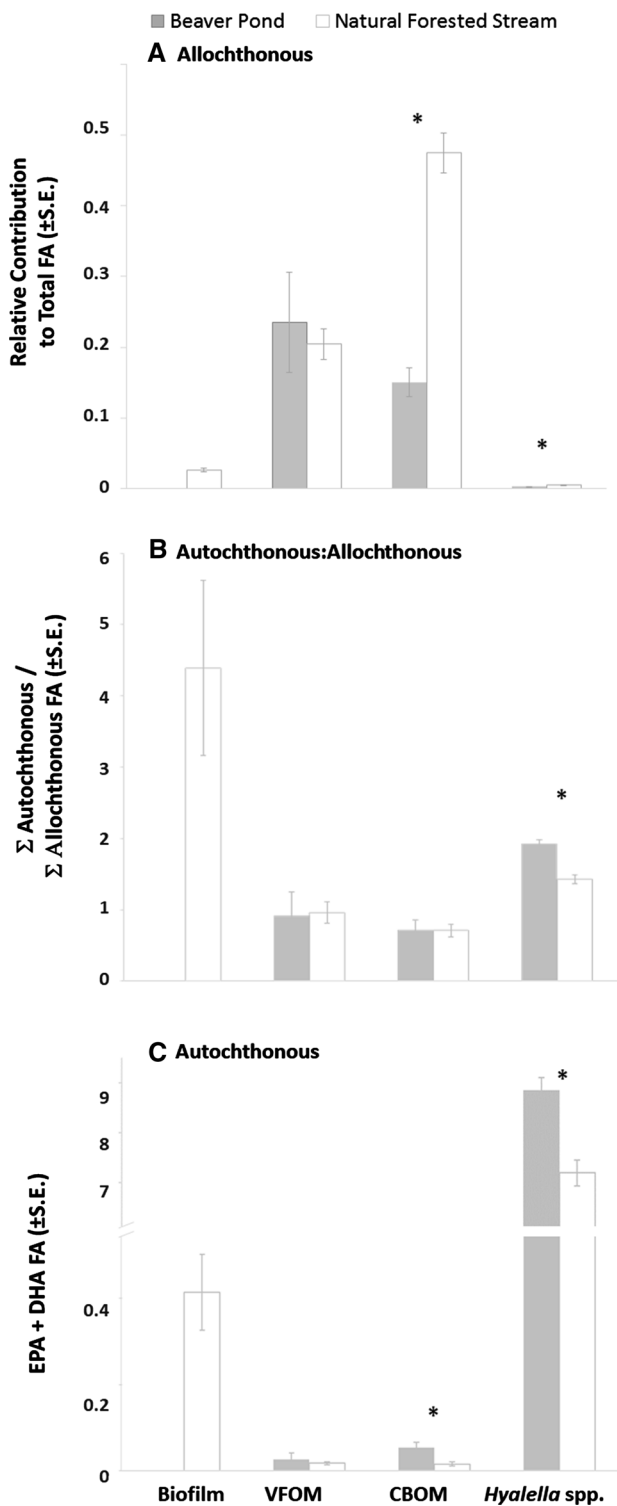 Beaver Pond Natural Forested Stream
A Allochthonous
Relative Contribution
to Total FA (±S.E.)
0.5
*
0.4
0.3
0.2
0.1
*
0
B Autochthonous:Allochthonous
Σ Autochthonous /
Σ Allochthonous FA (±S.E.)
6
5
4
3
*
2
1
0
C Autochthonous
EPA + DHA FA (±S.E.)
*
9
8
7
0.4
0.2
*
0
Biofilm VFOM CBOM Hyalella spp.